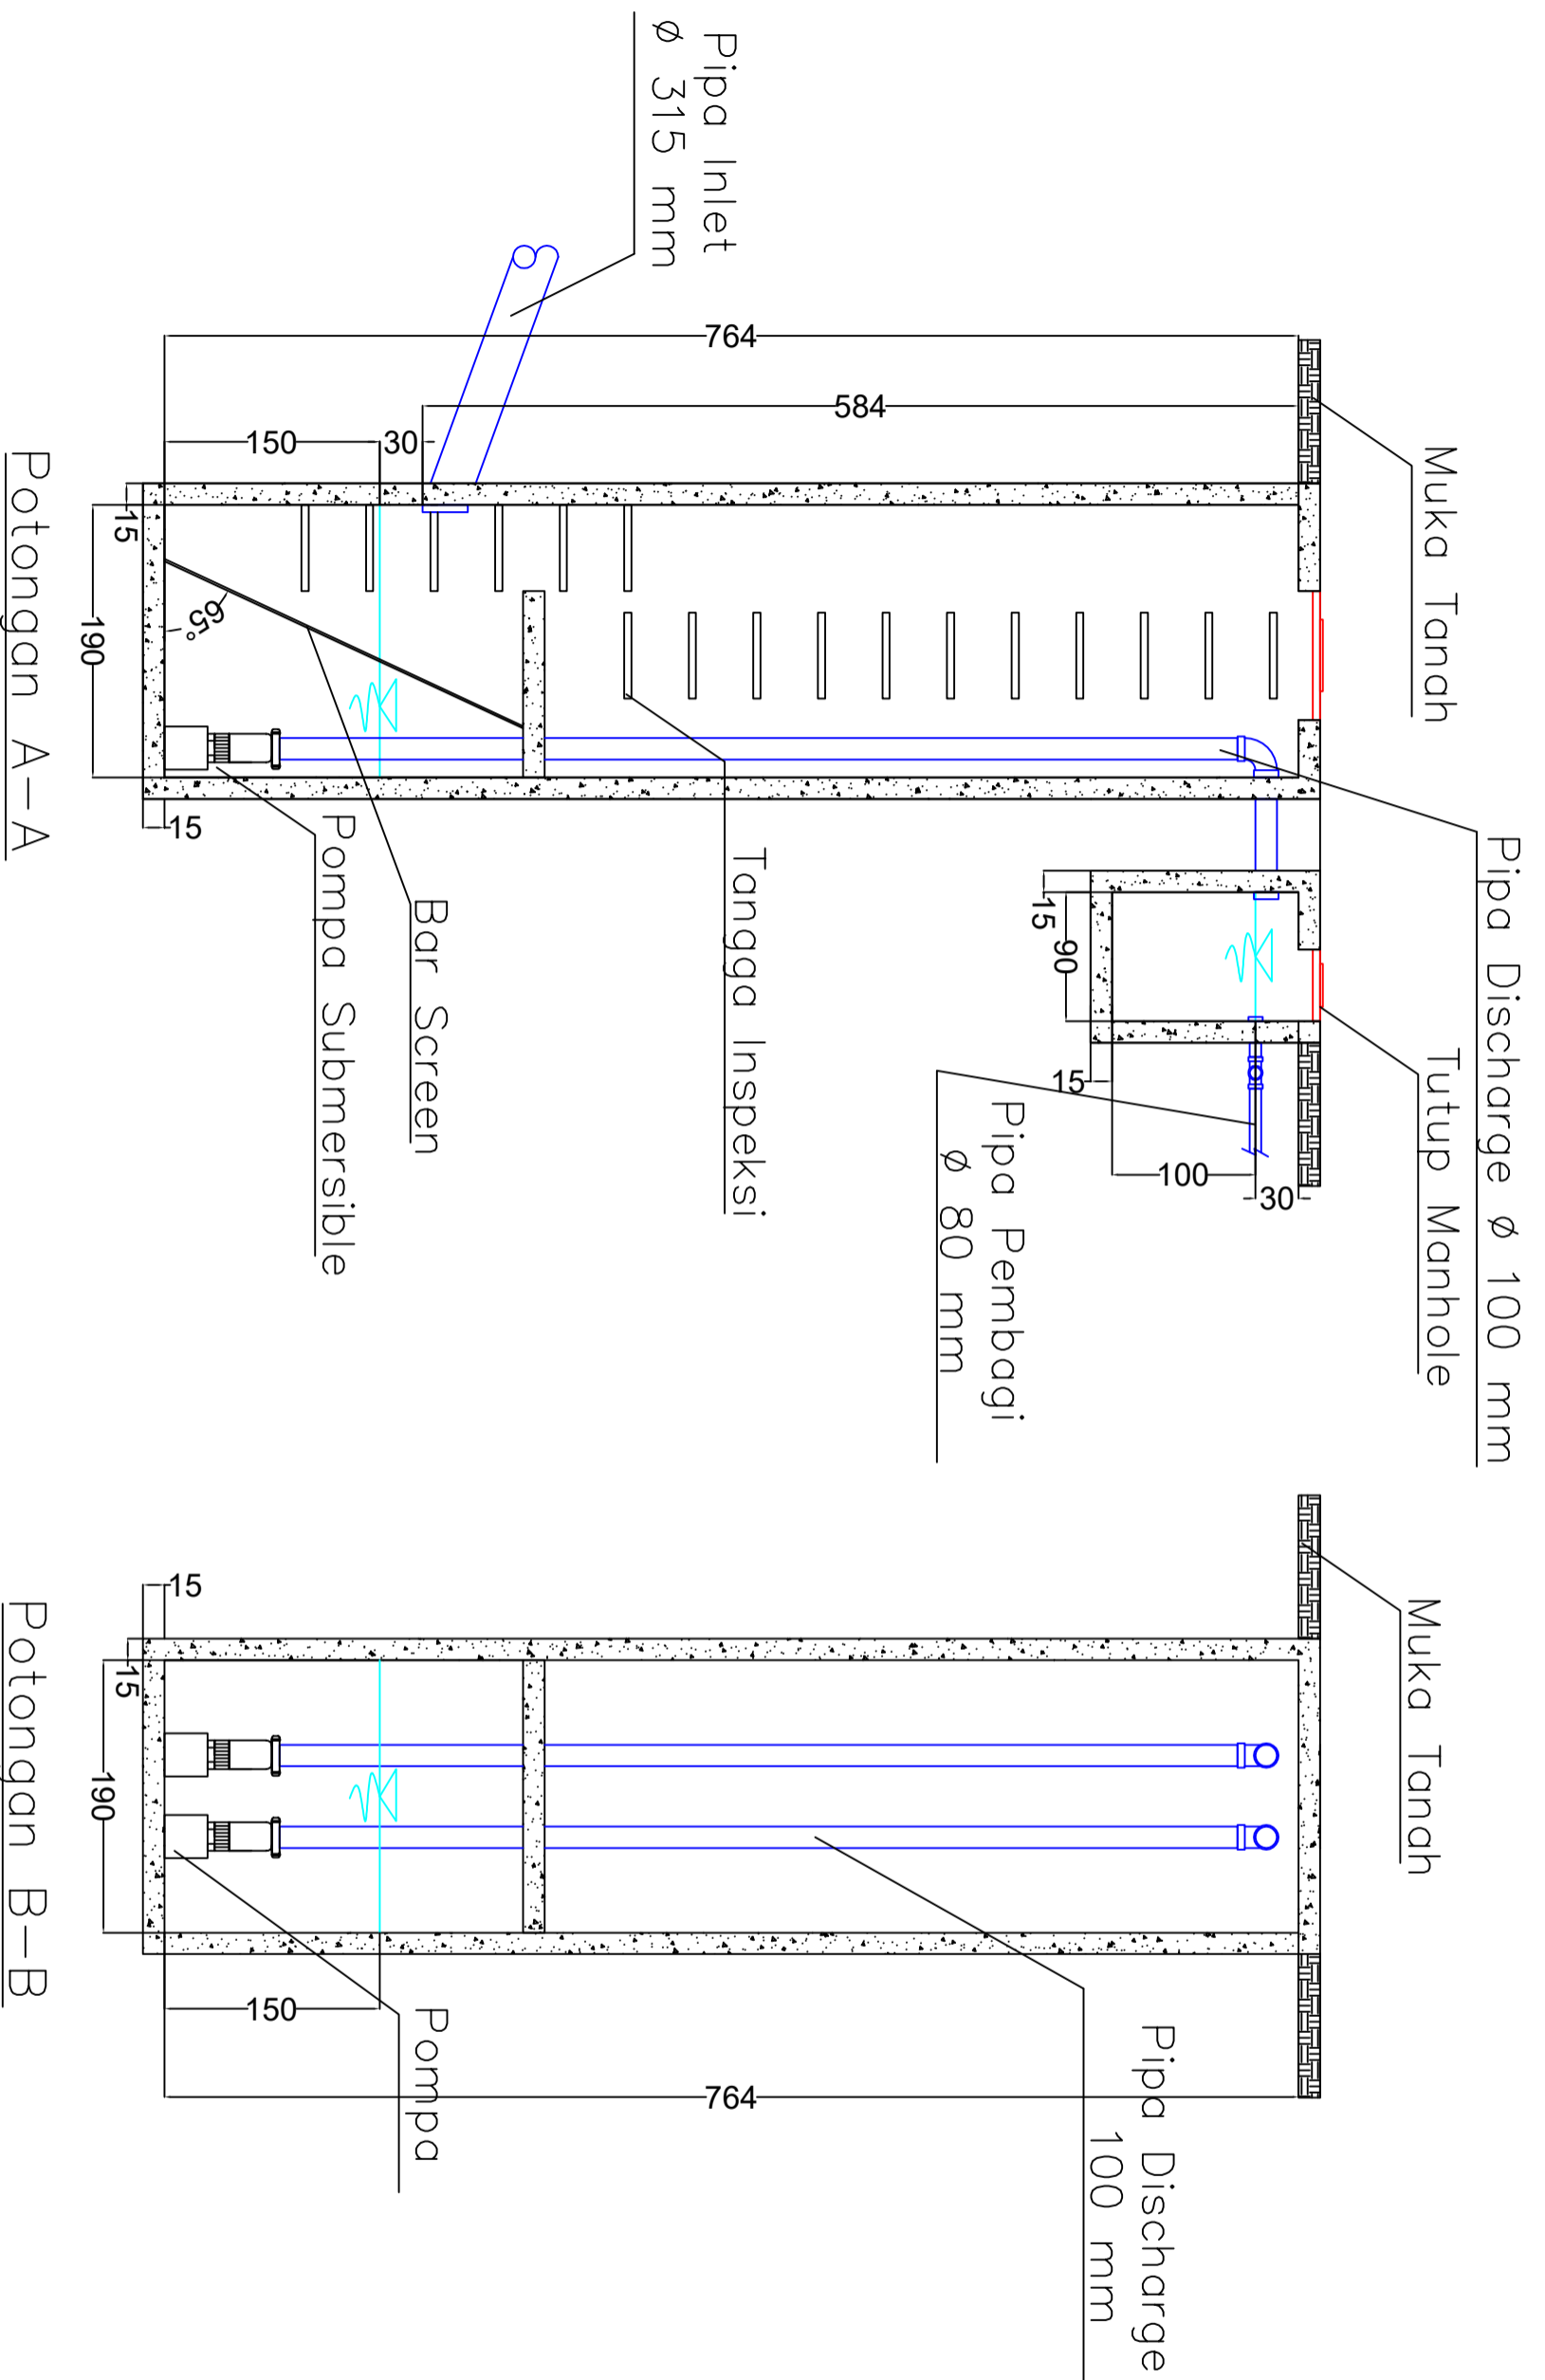 Pipa Discharge ø 100 mm
Muka Tanah
Tutup Manhole
Muka Tanah
30
100
15
90
15
Pipa Pembagi
ø 80 mm
Pipa Discharge
100 mm
Pipa Inlet
ø 315 mm
764
584
150
30
Tangga Inspeksi
Bar Screen
Pompa Submersible
65°
15
190
15
Potongan A-A
764
150
Pompa
15
15
190
Potongan B-B